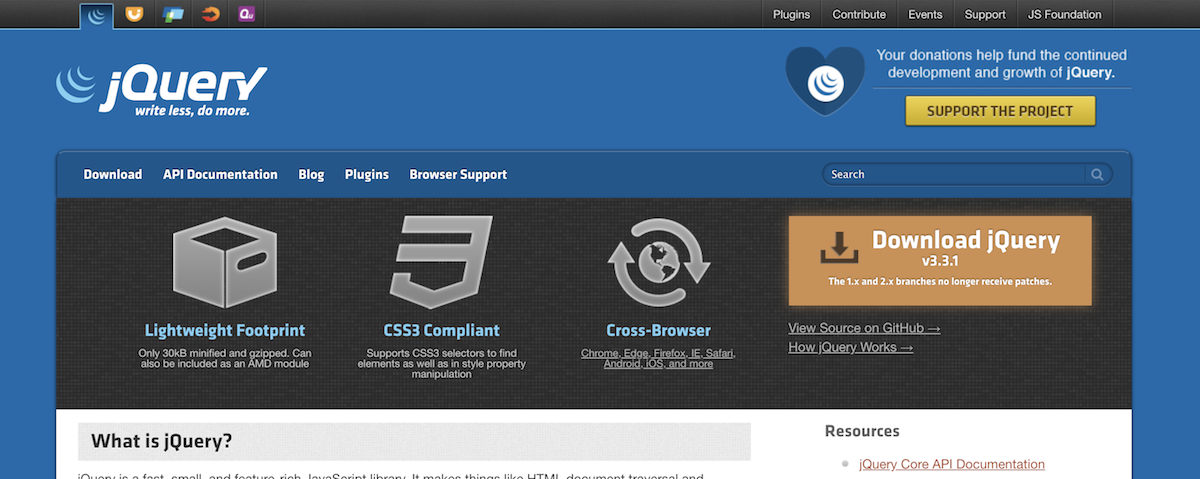 Plugins Contribute Events Support JS Foundation
jQuery
write less, do more.
Your donations help fund the continued
development and growth of jQuery.
SUPPORT THE PROJECT
Download API Documentation Blog Plugins Browser Support Search
Lightweight Footprint
Only 30kB minified and gzipped. Can
also be included as an AMD module
CSS3 Compliant
Supports CSS3 selectors to find
elements as well as in style property
manipulation
Cross-Browser
Chrome, Edge, Firefox, IE, Safari,
Android, iOS, and more
Download jQuery
v3.3.1
The 1.x and 2.x branches no longer receive patches.
View Source on GitHub →
How jQuery Works →
What is jQuery?
jQuery is a fast, small, and feature-rich JavaScript library. It makes things like HTML document traversal and
Resources
jQuery Core API Documentation